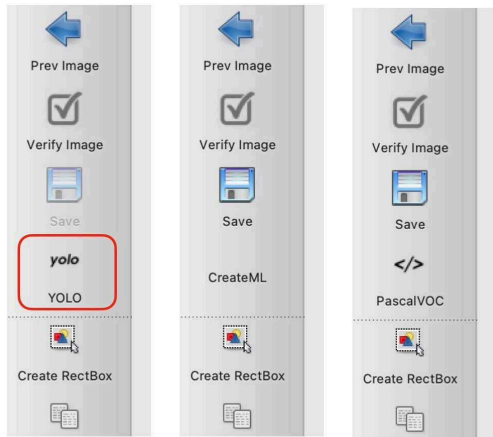 Prev Image
Verify Image
Save
yolo
YOLO
Create RectBox
Prev Image
Verify Image
Save
CreateML
Create RectBox
Prev Image
Verify Image
Save
</>
PascalVOC
Create RectBox